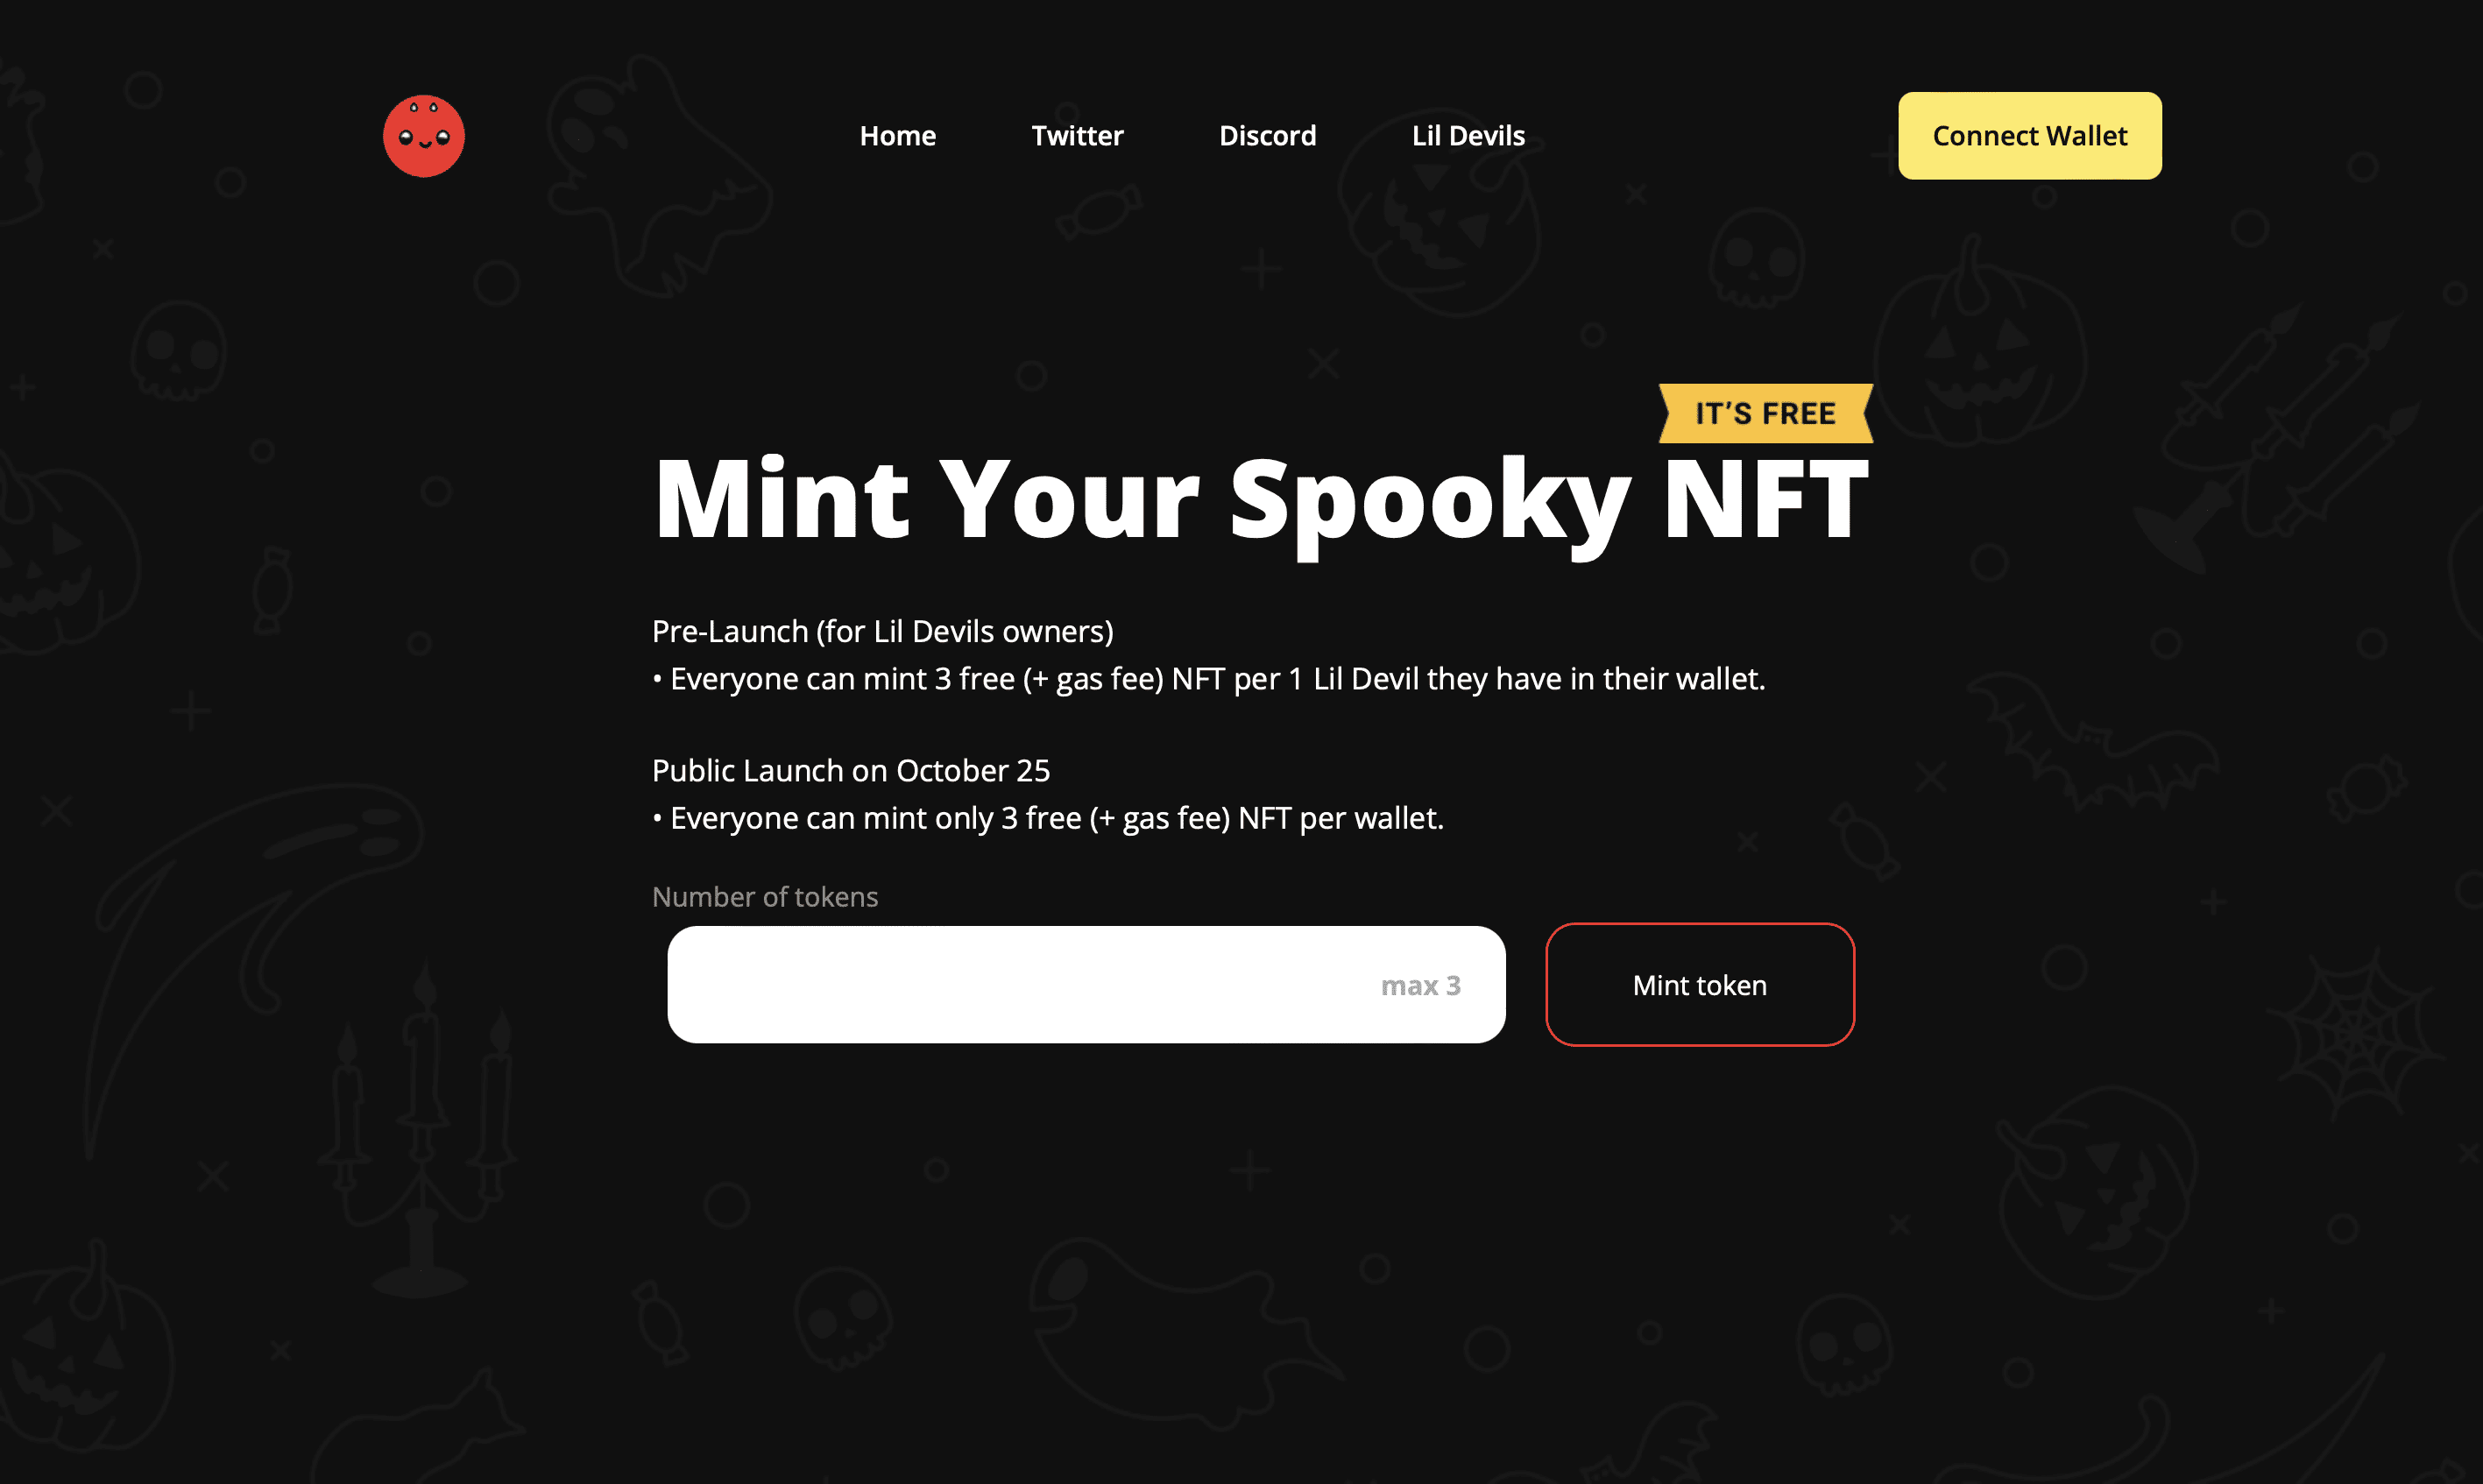 Home
Twitter
Discord
Lil Devils
Connect Wallet
IT’S FREE
Mint Your Spooky NFT
Pre-Launch (for Lil Devils owners)
• Everyone can mint 3 free (+ gas fee) NFT per 1 Lil Devil they have in their wallet.
Public Launch on October 25
• Everyone can mint only 3 free (+ gas fee) NFT per wallet.
Number of tokens
max 3
Mint token